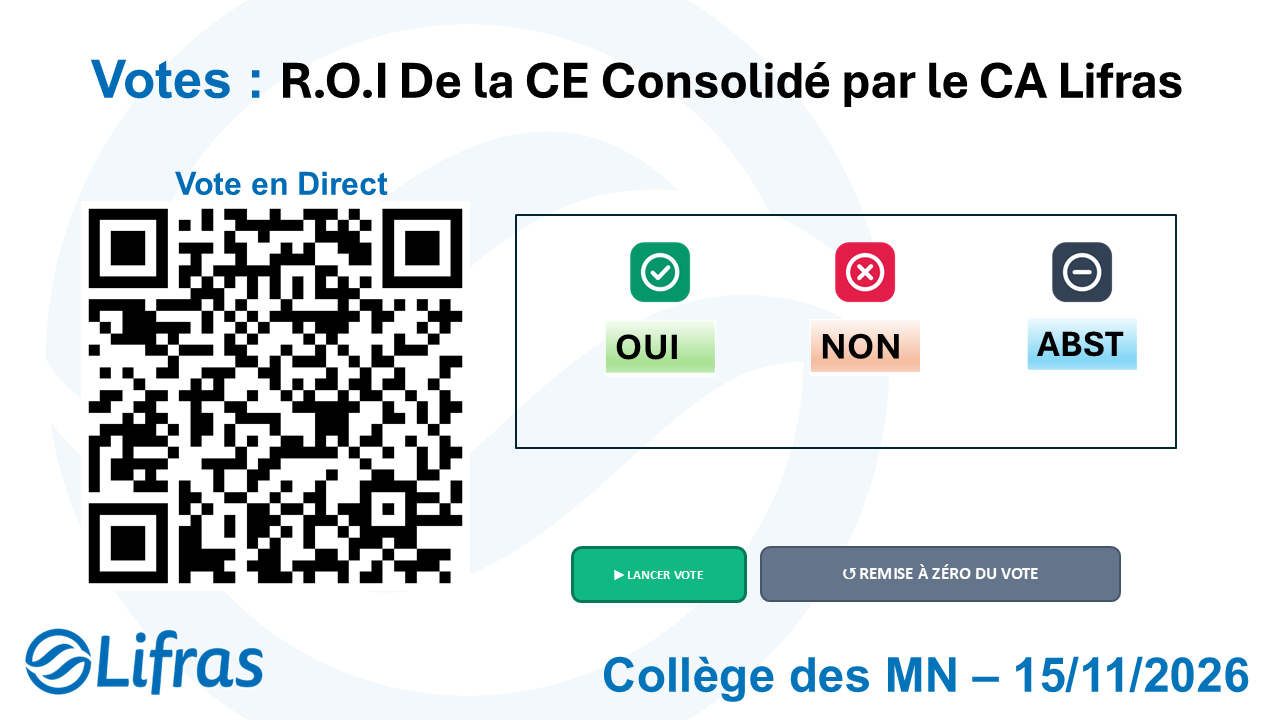 Votes : R.O.I De la CE Consolidé par le CA Lifras
Vote en Direct
OUI
NON
ABST
▶ LANCER VOTE
↺ REMISE À ZÉRO DU VOTE
Lifras
Collège des MN – 15/11/2026